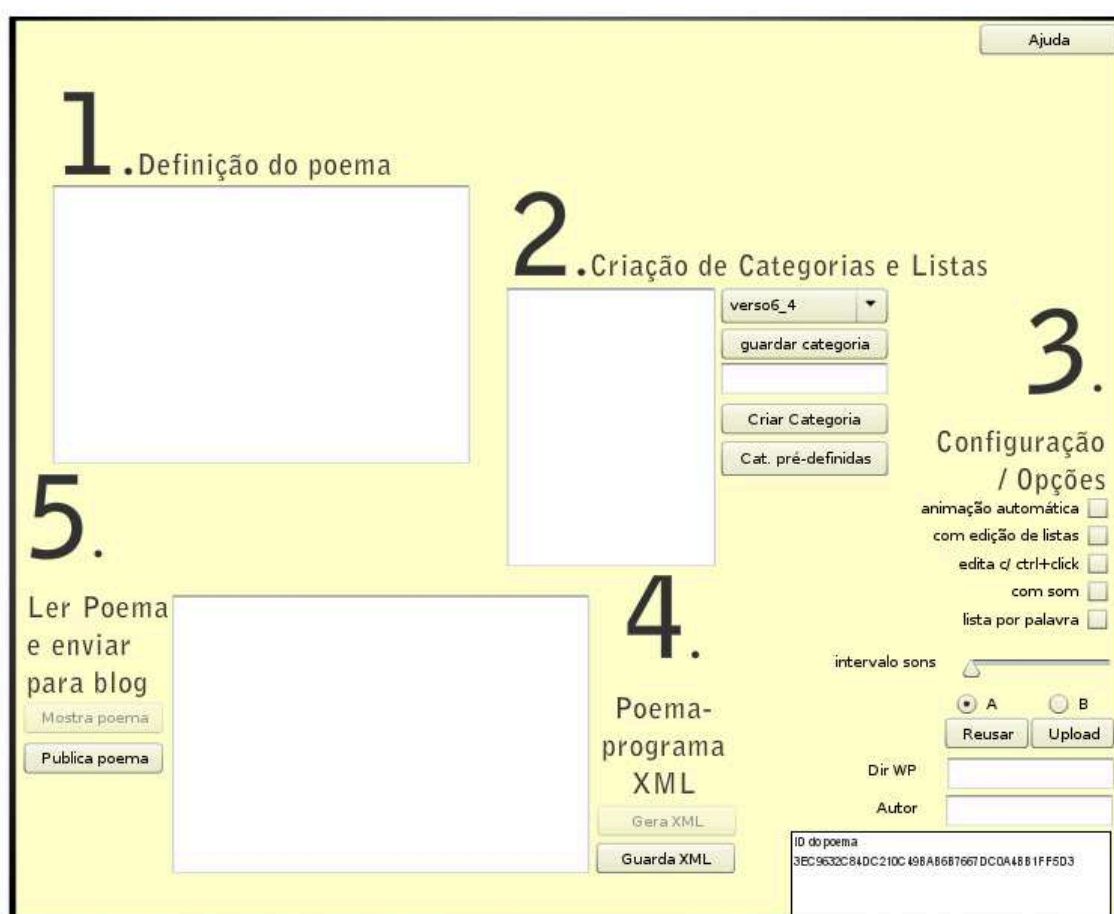 Ajuda
1.Definição do poema
2.Criação de Categorias e Listas
verso6_4
guardar categoria
Criar Categoria
Cat. pré-definidas
3.
Configuração
/ Opções
animação automática
com edição de listas
edita c/ ctrl+click
com som
lista por palavra
intervalo sons
A B
Reusar Upload
Dir WP
Autor
ID do poema
4.
Poema-
programa
XML
Gera XML
Guarda XML
5.
Ler Poema
e enviar
para blog
Mostra poema
Publica poema